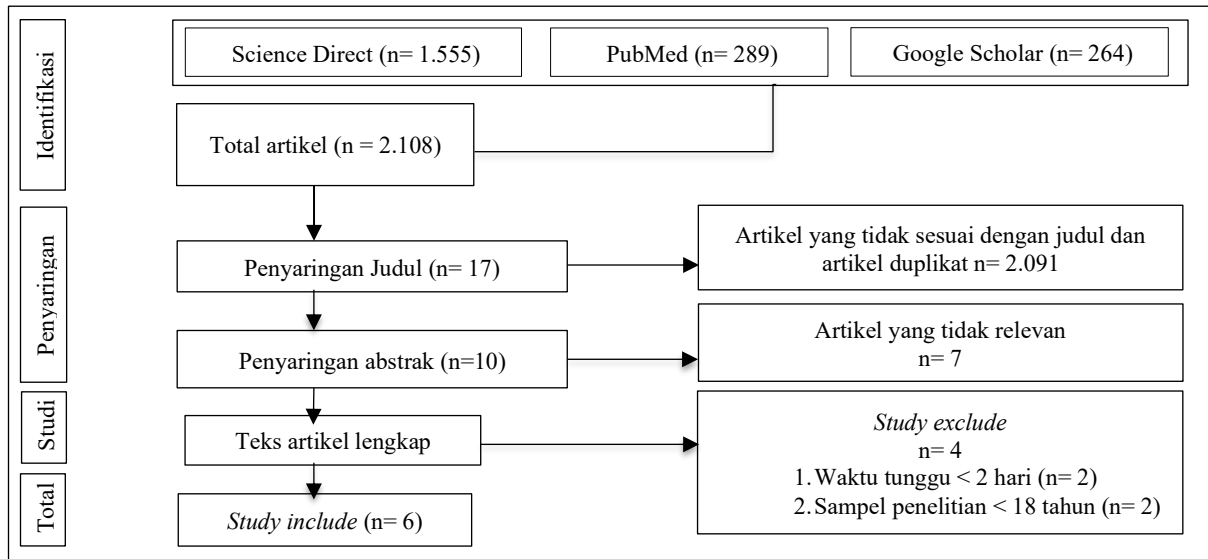 Identifikasi
Science Direct (n= 1.555)
PubMed (n= 289)
Google Scholar (n= 264)
Total artikel (n = 2.108)
Penyaringan
Penyaringan Judul (n= 17)
Artikel yang tidak sesuai dengan judul dan
artikel duplikat n= 2.091
Penyaringan abstrak (n=10)
Artikel yang tidak relevan
n= 7
Studi
Teks artikel lengkap
Study exclude
n= 4
1. Waktu tunggu < 2 hari (n= 2)
2. Sampel penelitian < 18 tahun (n= 2)
Total
Study include (n= 6)